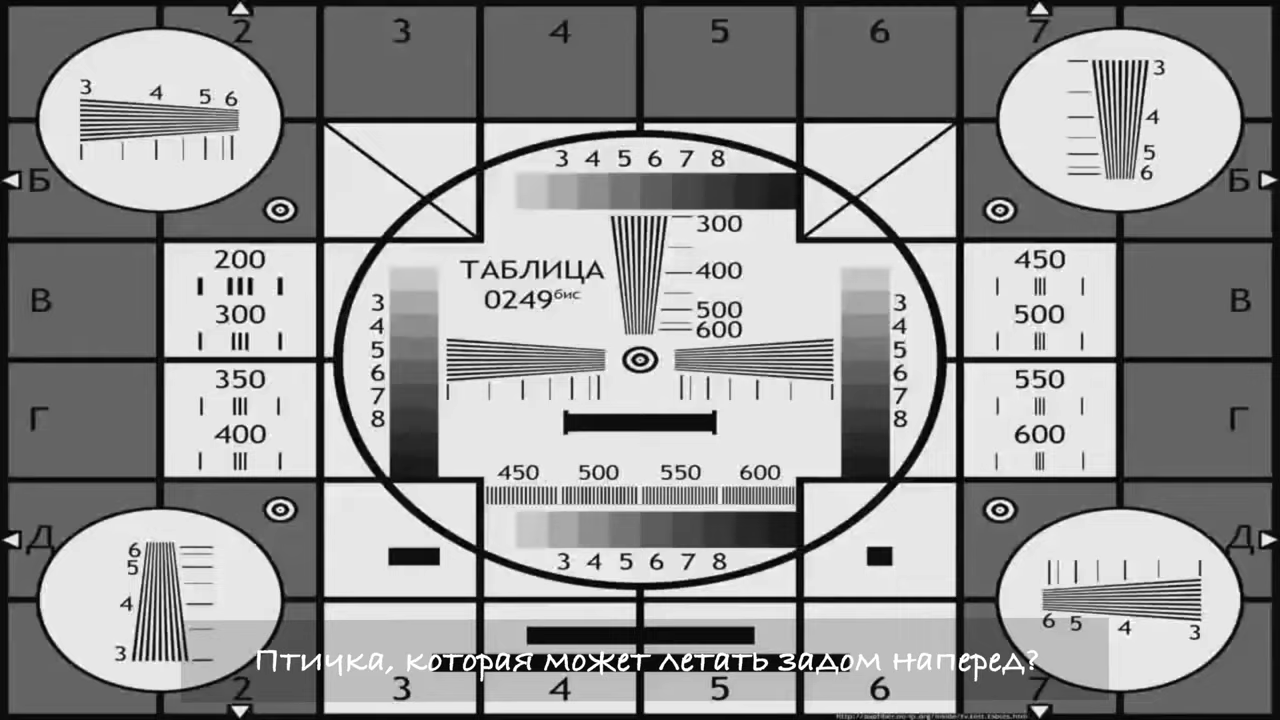 2 3 4 5 6 7
3 4 5 6
3
4
5
6
Б Б
3 4 5 6 7 8
300
400
500
600
ТАБЛИЦА
0249бис
200
300
350
400
450
500
550
600
В В
Г Г
3
4
5
6
7
8
3
4
5
6
7
8
450 500 550 600
3 4 5 6 7 8
Д Д
6
5
4
3
6 5 4 3
Птичка, которая может летать задом наперед?
2 3 4 5 6 7